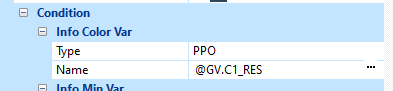 Condition
Info Color Var
Type PPO
Name @GV.C1_RES ...
Info Min Var